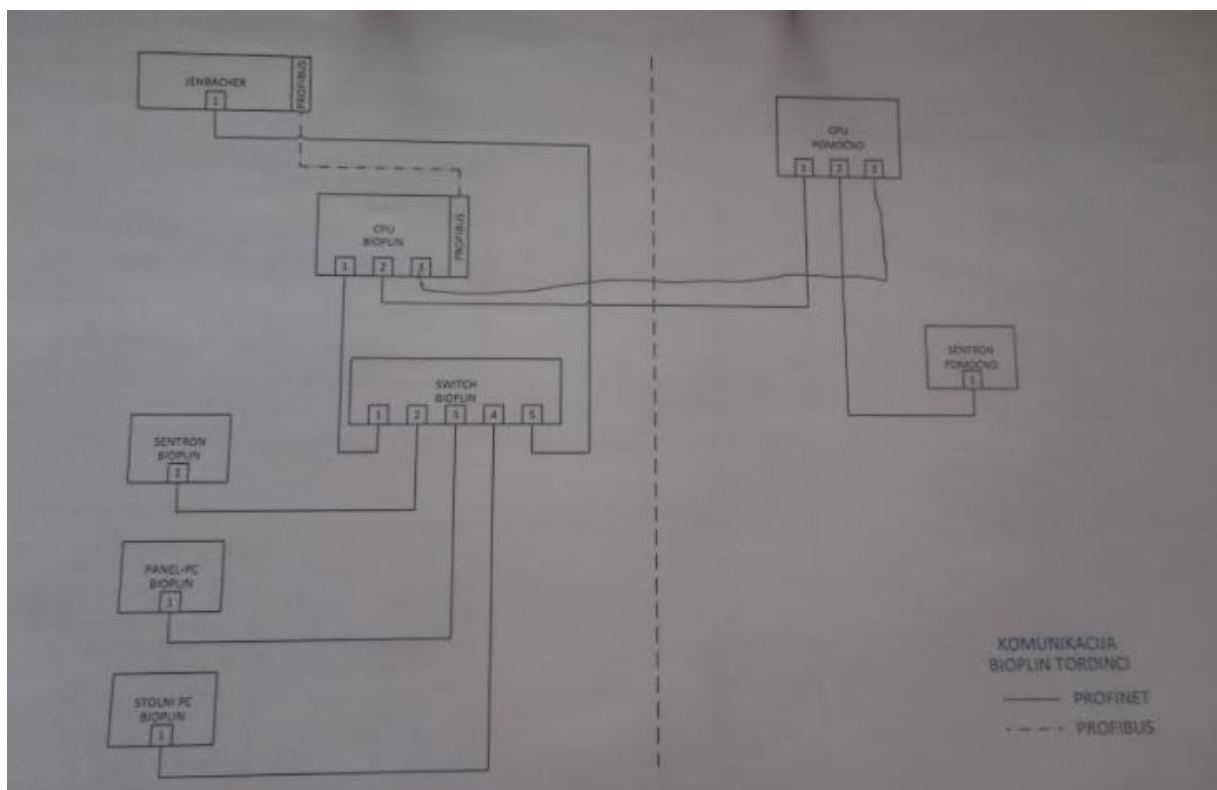 JENBACHER
1
PROFIBUS
CPU
POMOĆNO
1 2 3
CPU
BIOPLIN
PROFIBUS
1 2 3
SENTRON
POMOĆNO
1
SWITCH
BIOPLIN
1 2 3 4 5
SENTRON
BIOPLIN
1
PANEL-PC
BIOPLIN
1
STOLNI PC
BIOPLIN
1
KOMUNIKACIJA
BIOPLIN TORDINCI
PROFINET
PROFIBUS